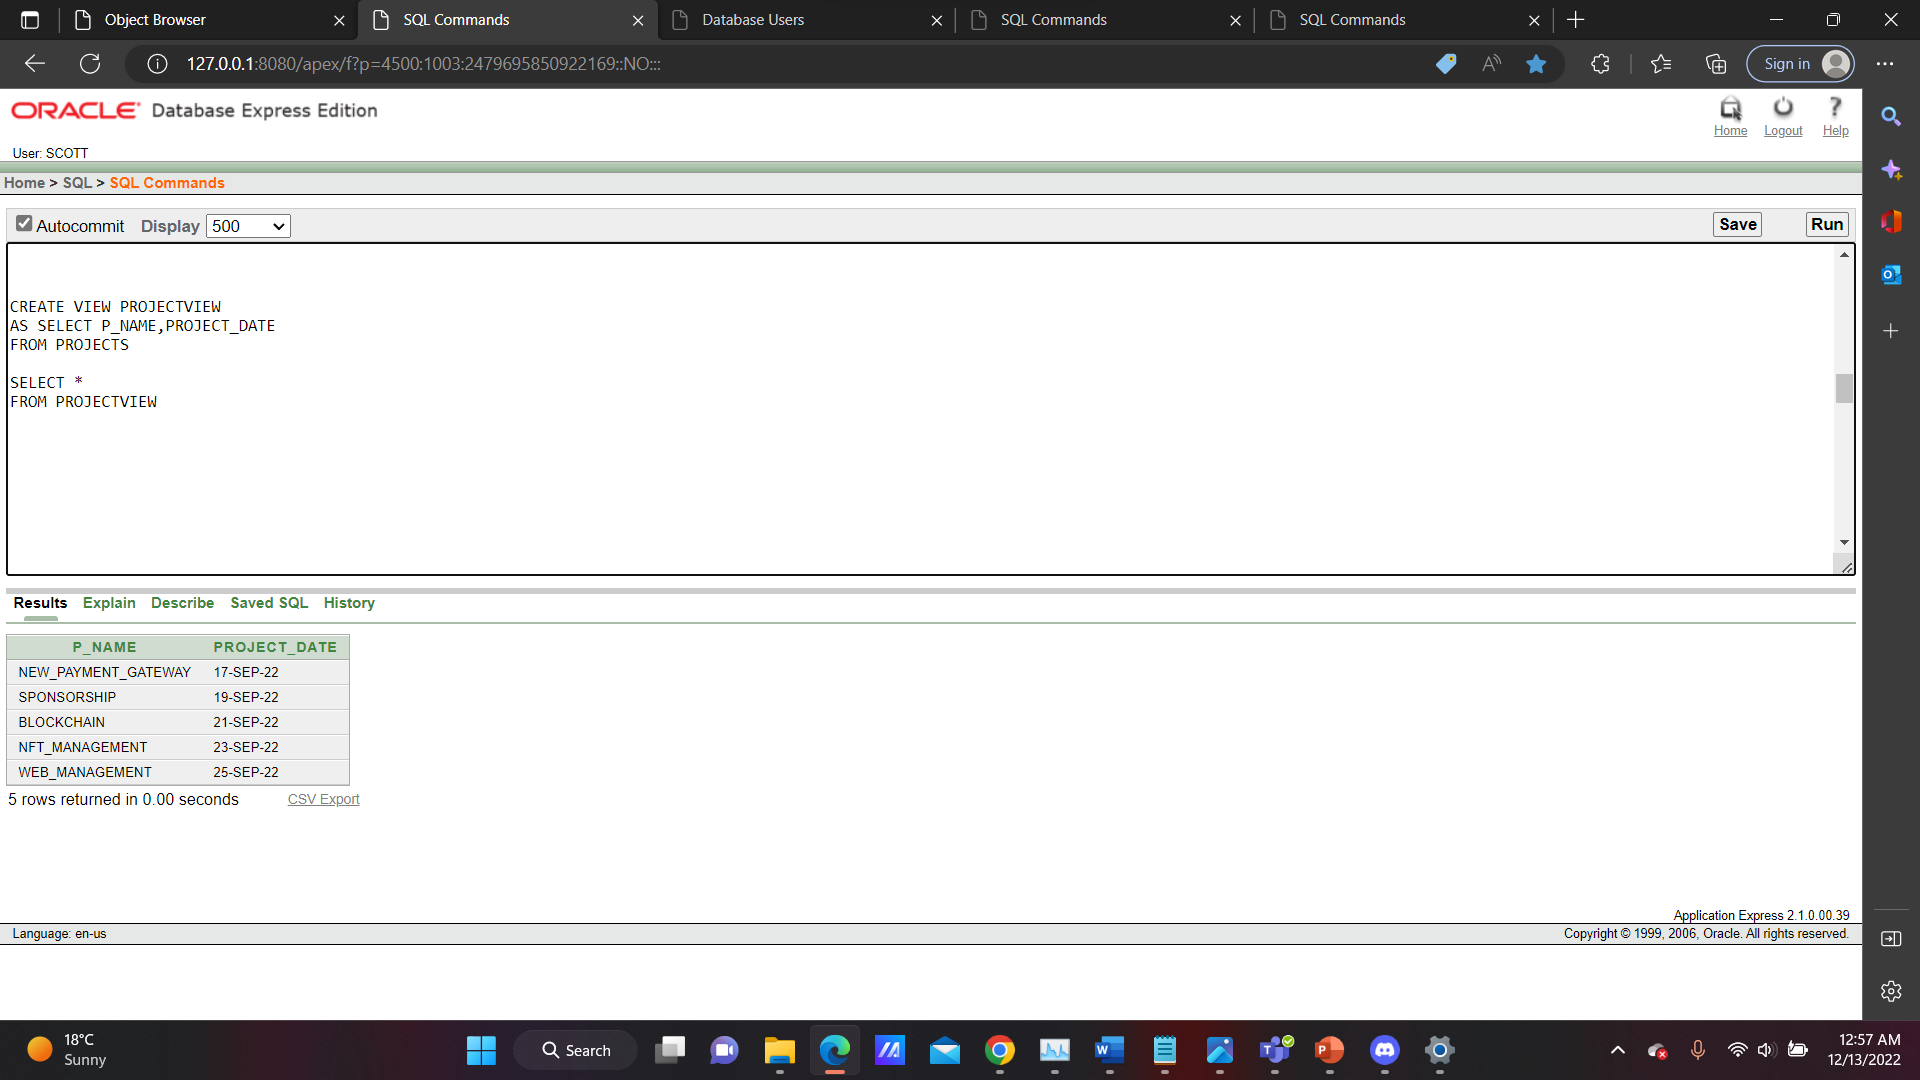 Object Browser
SQL Commands
Database Users
SQL Commands
SQL Commands
127.0.0.1:8080/apex/f?p=4500:1003:2479695850922169::NO:::
Sign in
ORACLE Database Express Edition
Home
Logout
Help
User: SCOTT
Home > SQL > SQL Commands
Autocommit
Display
500
Save
Run
CREATE VIEW PROJECTVIEW
AS SELECT P_NAME,PROJECT_DATE
FROM PROJECTS
SELECT *
FROM PROJECTVIEW
Results
Explain
Describe
Saved SQL
History
P_NAME PROJECT_DATE
NEW_PAYMENT_GATEWAY 17-SEP-22
SPONSORSHIP 19-SEP-22
BLOCKCHAIN 21-SEP-22
NFT_MANAGEMENT 23-SEP-22
WEB_MANAGEMENT 25-SEP-22
5 rows returned in 0.00 seconds
CSV Export
Application Express 2.1.0.00.39
Language: en-us
Copyright © 1999, 2006, Oracle. All rights reserved.
18°C
Sunny
Search
12:57 AM
12/13/2022